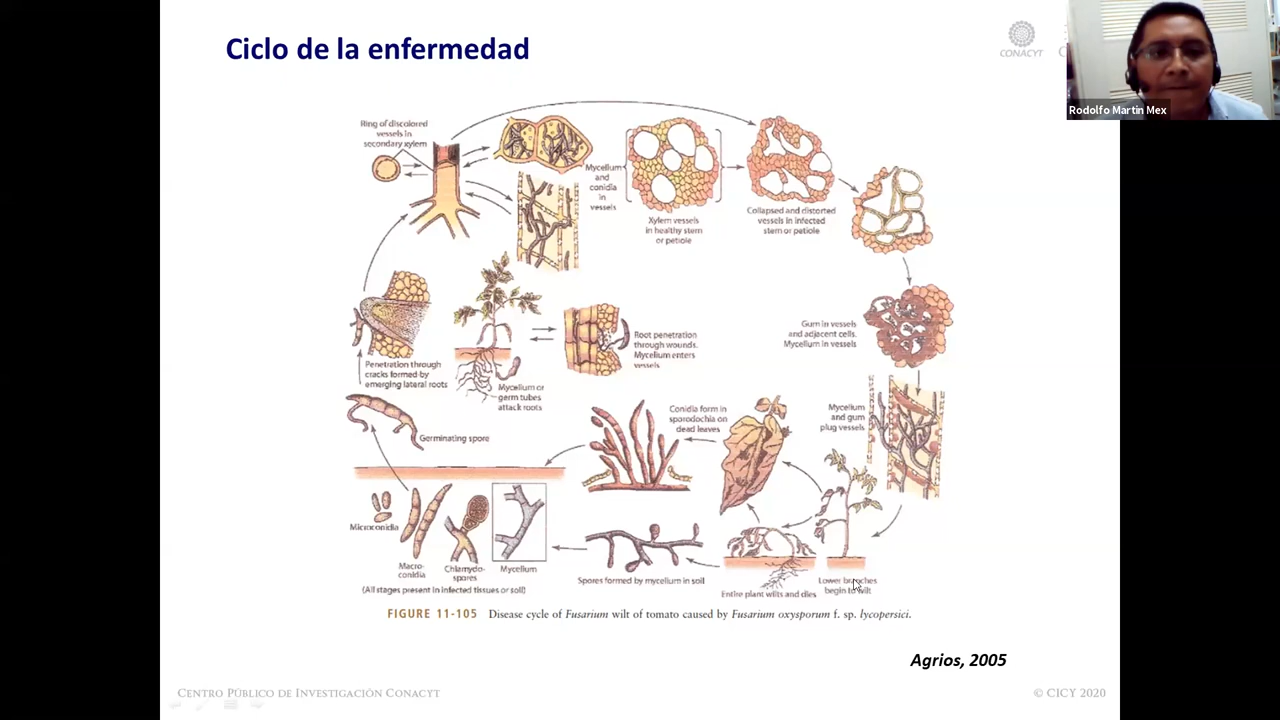 Ciclo de la enfermedad
CONACYT
Rodolfo Martin Mex
Ring of discolored
vessels in
secondary xylem
Mycelium
and
conidia
in
vessels
Xylem vessels
in healthy stem
or petiole
Collapsed and distorted
vessels in infected
stem or petiole
Gum in vessels
and adjacent cells.
Mycelium in vessels
Root penetration
through wounds.
Mycelium enters
vessels
Penetration through
cracks formed by
emerging lateral roots
Mycelium or
germ tubes
attack roots
Conidia form in
sporodochia on
dead leaves
Mycelium
and gum
plug vessels
Germinating spore
Microconidia
Macro-
conidia
Chlamydo-
spores
Mycelium
(All stages present in infected tissues or soil)
Spores formed by mycelium in soil
Entire plant wilts and dies
Lower branches
begin to wilt
FIGURE 11-105 Disease cycle of Fusarium wilt of tomato caused by Fusarium oxysporum f. sp. lycopersici.
Agrios, 2005
CENTRO PÚBLICO DE INVESTIGACIÓN CONACYT
© CICY 2020